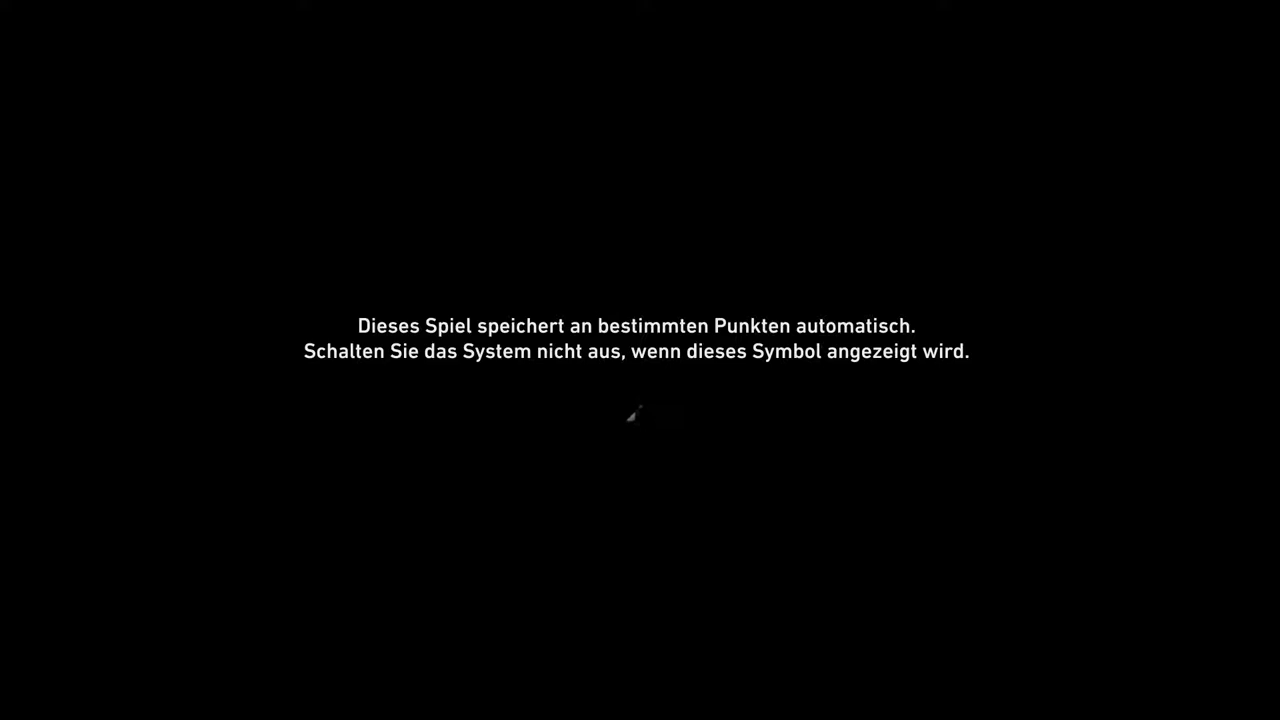 Dieses Spiel speichert an bestimmten Punkten automatisch.
Schalten Sie das System nicht aus, wenn dieses Symbol angezeigt wird.